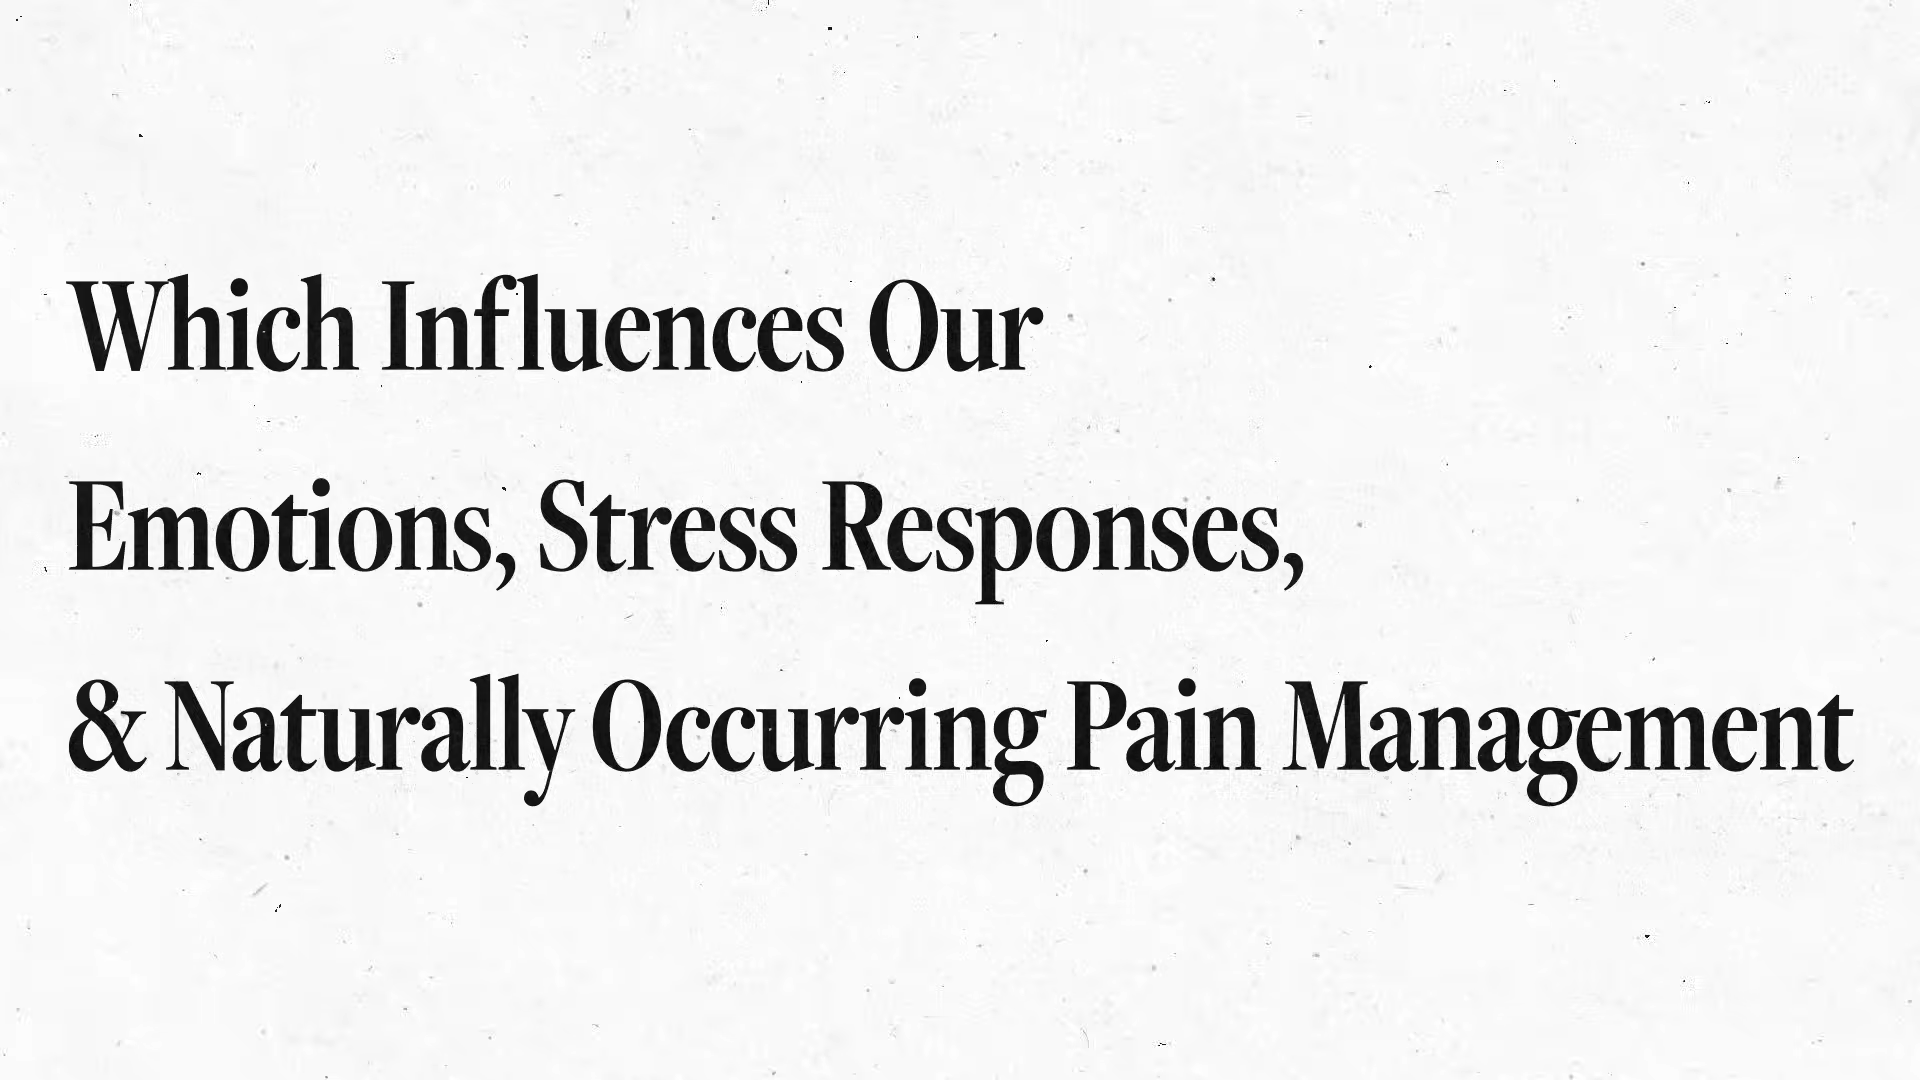 Which Influences Our
Emotions, Stress Responses,
& Naturally Occurring Pain Management